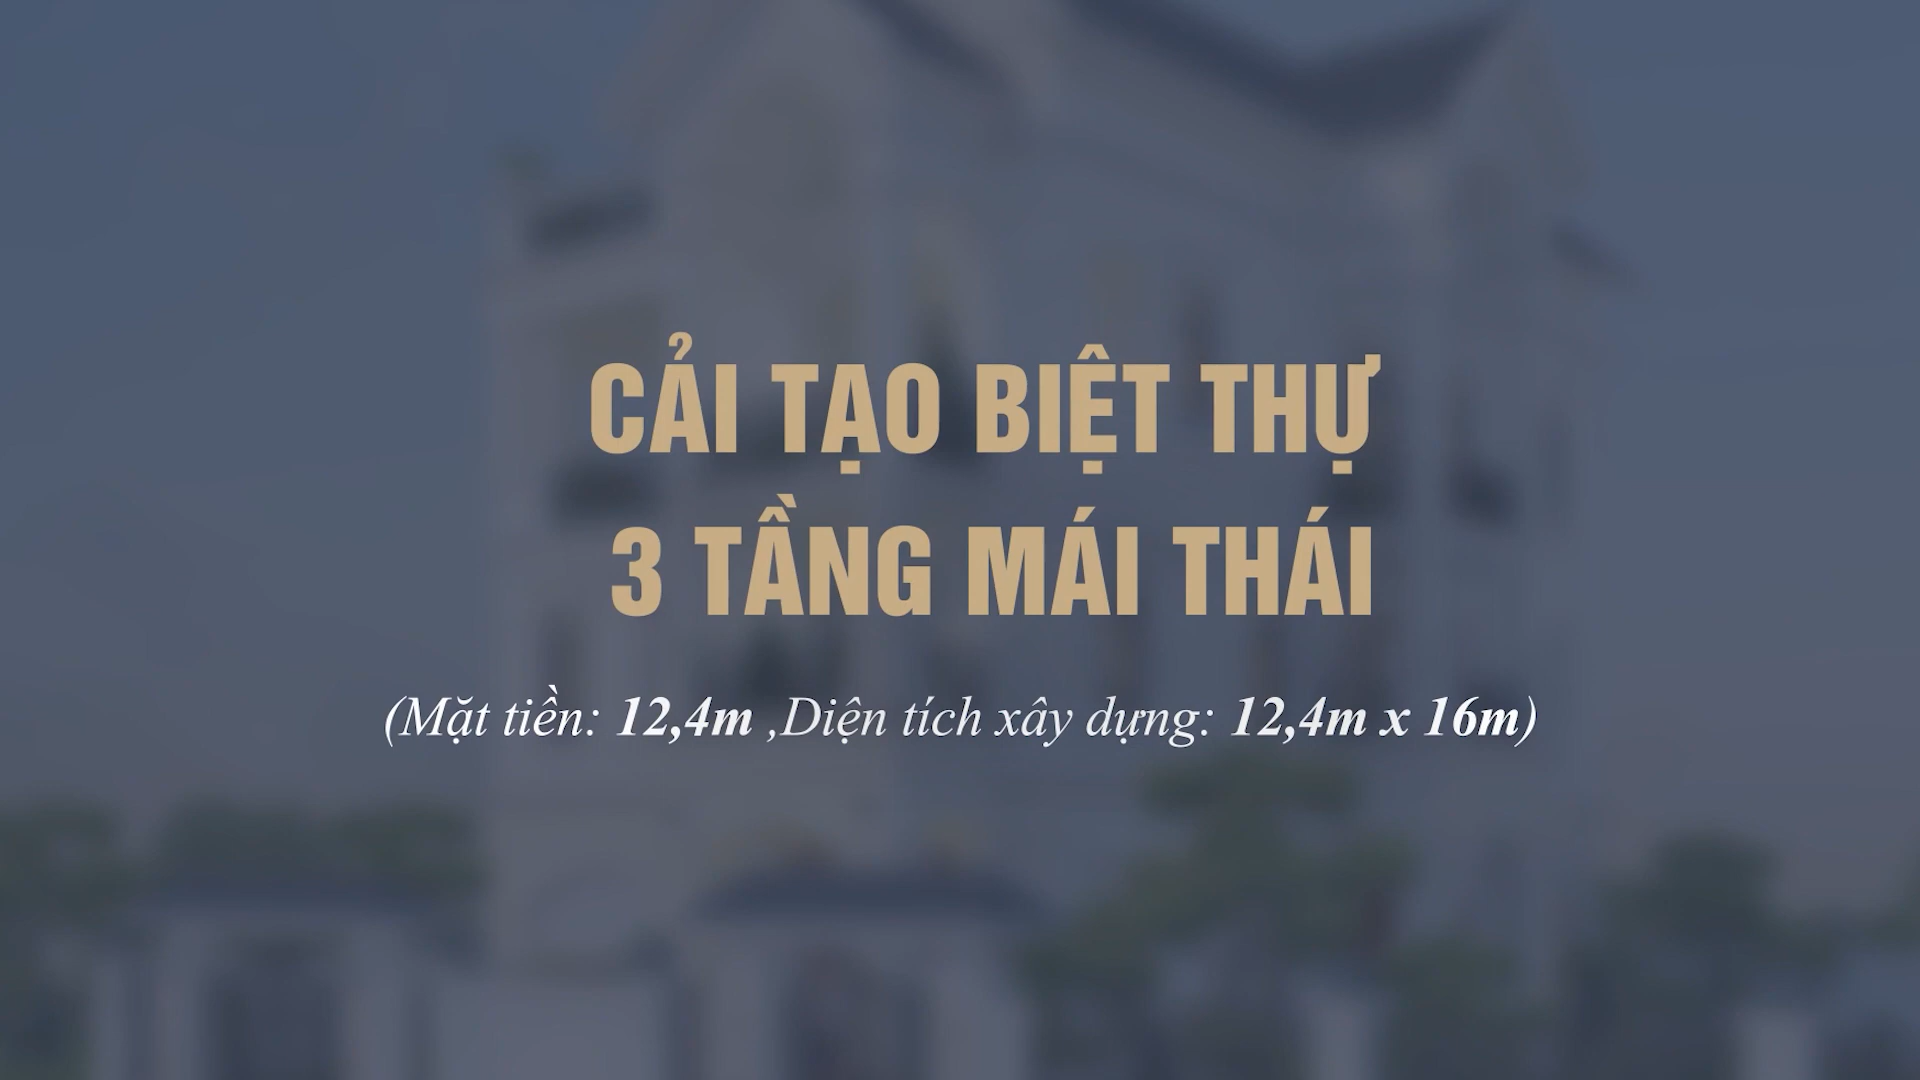 CẢI TẠO BIỆT THỰ
3 TẦNG MÁI THÁI
(Mặt tiền: 12,4m ,Diện tích xây dựng: 12,4m x 16m)